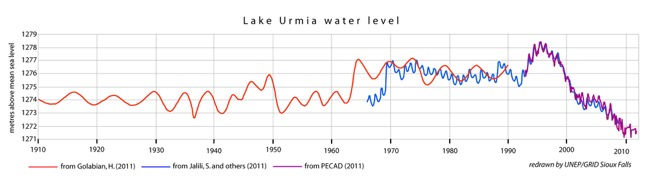 Lake Urmia water level
metres above mean sea level
1279
1278
1277
1276
1275
1274
1273
1272
1271
1910 1920 1930 1940 1950 1960 1970 1980 1990 2000 2010
from Golabian, H. (2011) from Jalili, S. and others (2011) from PECAD (2011) redrawn by UNEP/GRID Sioux Falls